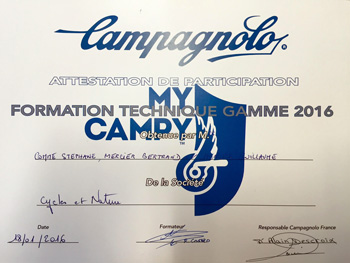 Campagnolo
ATTESTATION DE PARTICIPATION
FORMATION TECHNIQUE GAMME 2016
MY
CAMPY™
Obtenue par M.
COMTE STEPHANE, MERCIER BERTRAND
De la Société
Cycles et Nature
Date Formateur Responsable Campagnolo France
18/01/2016